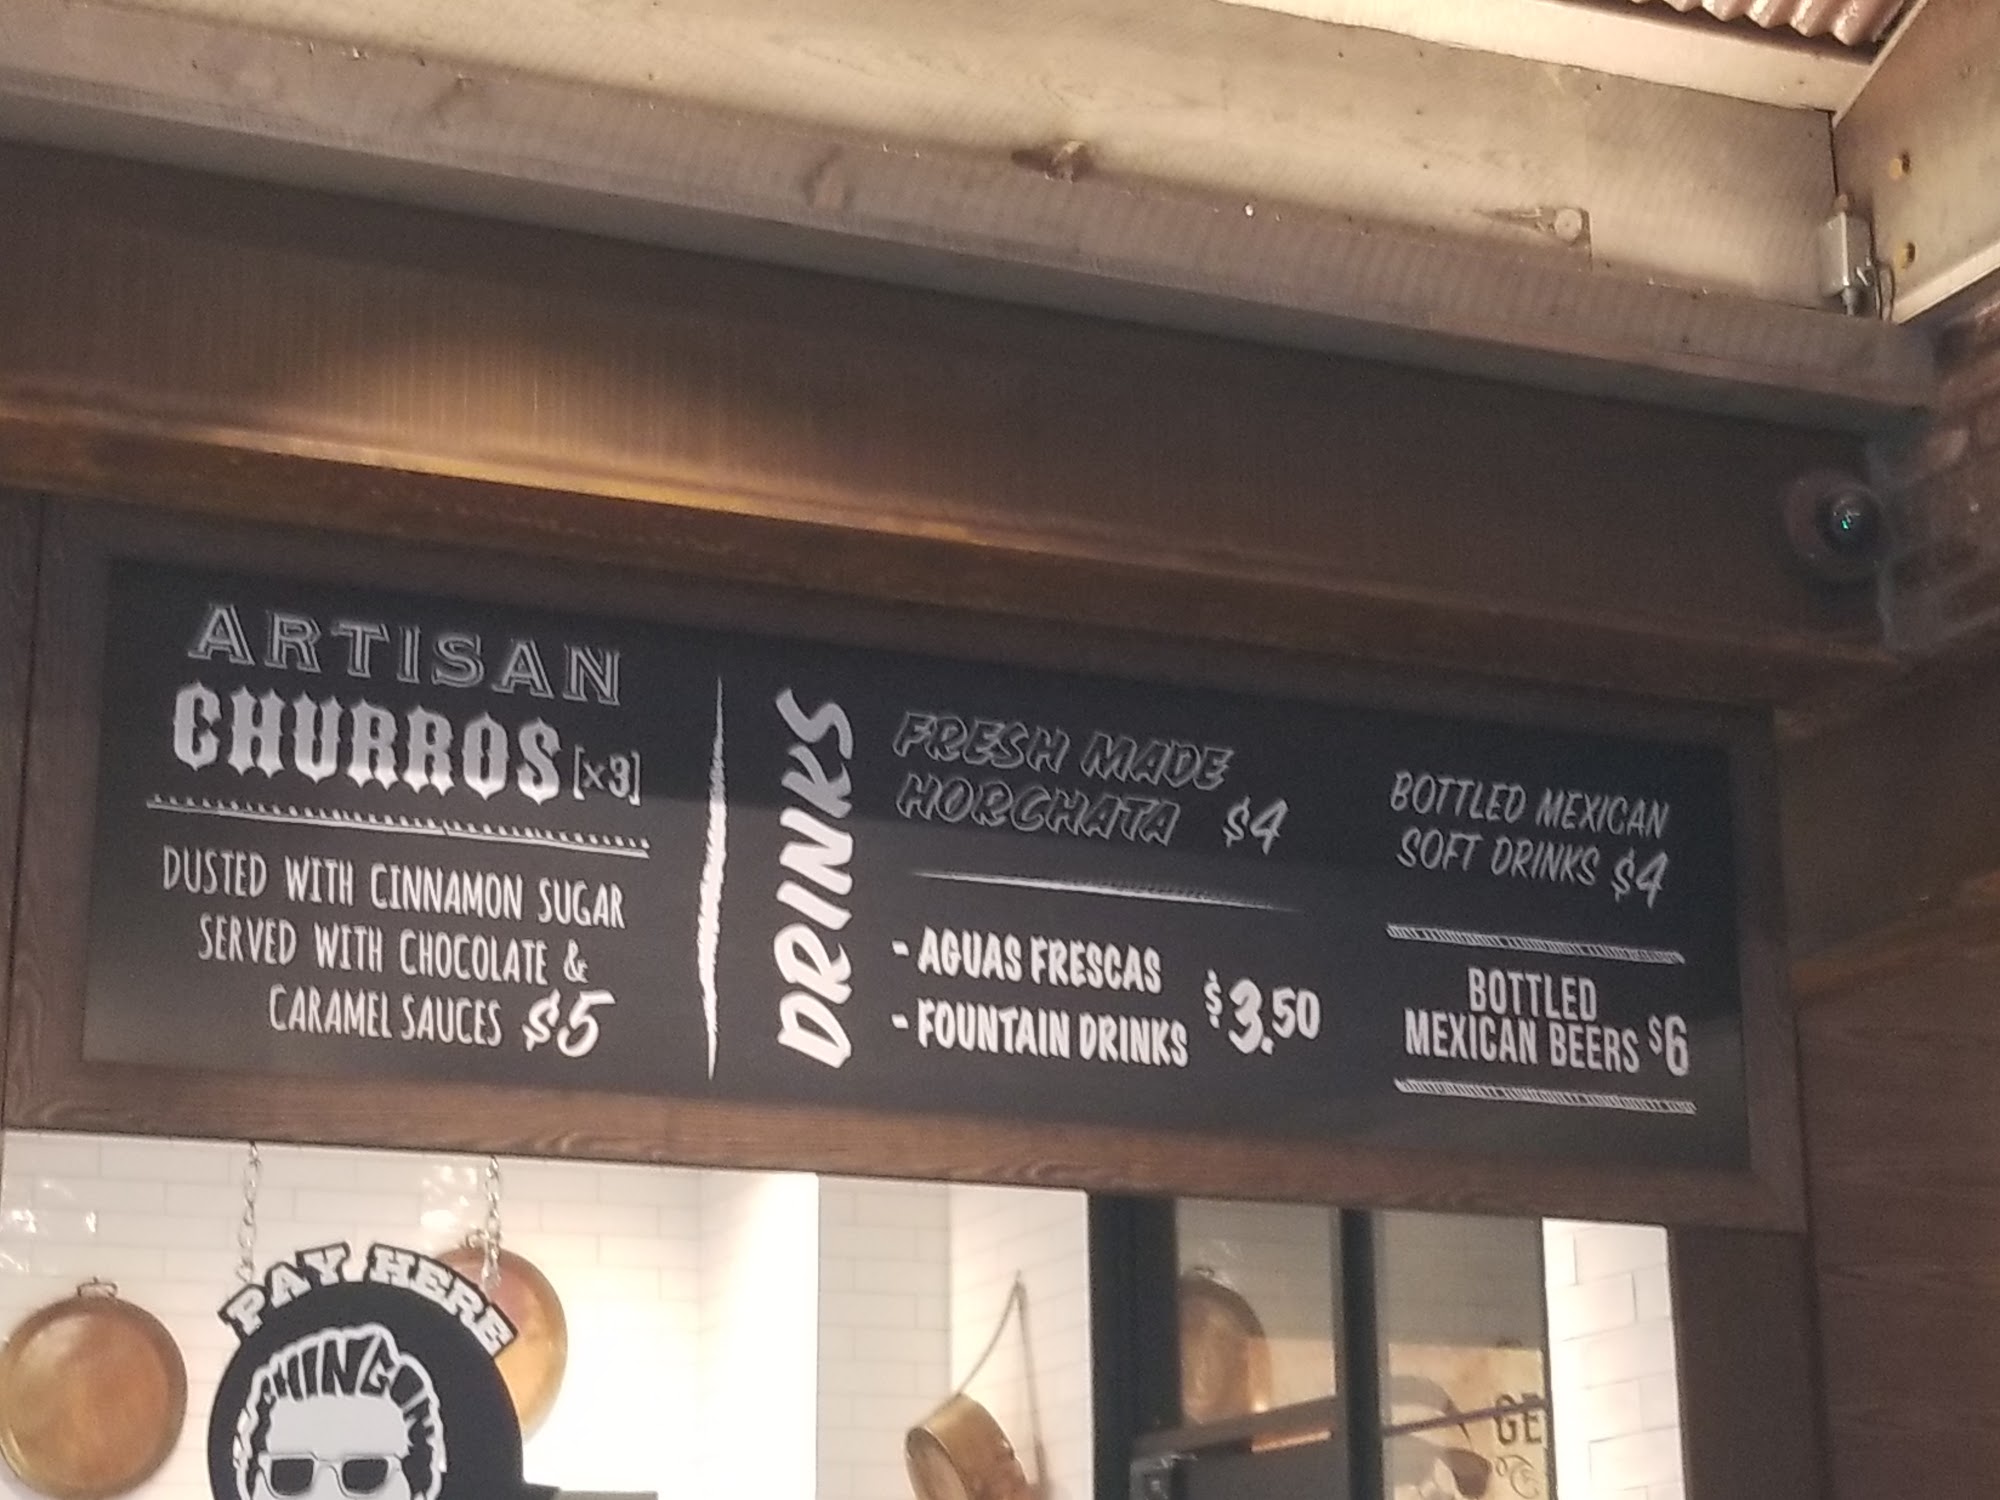 ARTISAN
CHURROS [x3]
DUSTED WITH CINNAMON SUGAR
SERVED WITH CHOCOLATE &
CARAMEL SAUCES $5
DRINKS
FRESH MADE
HORCHATA $4
- AGUAS FRESCAS
- FOUNTAIN DRINKS
$3.50
BOTTLED MEXICAN
SOFT DRINKS $4
BOTTLED
MEXICAN BEERS $6
PAY HERE